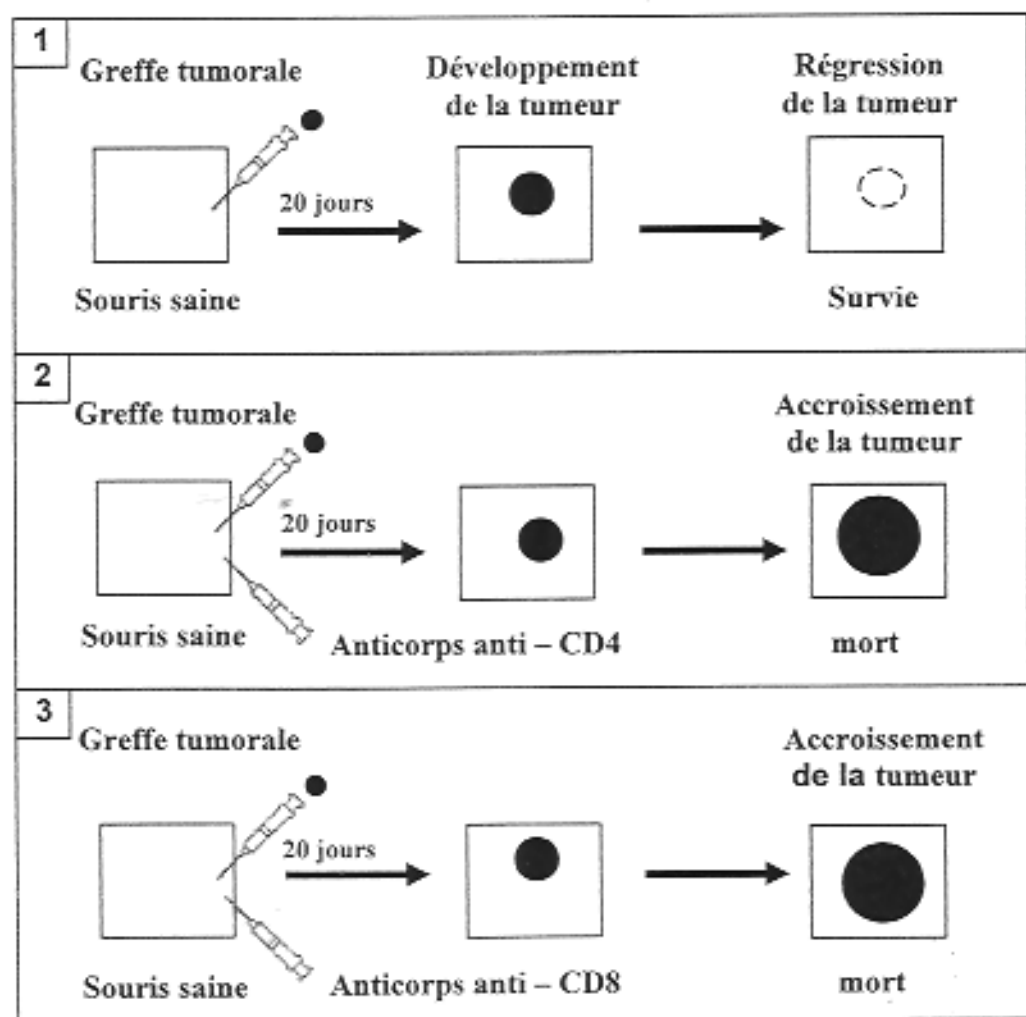 1
Greffe tumorale
Développement
de la tumeur
Régression
de la tumeur
20 jours
Souris saine
Survie
2
Greffe tumorale
Accroissement
de la tumeur
20 jours
Souris saine
Anticorps anti – CD4
mort
3
Greffe tumorale
Accroissement
de la tumeur
20 jours
Souris saine
Anticorps anti – CD8
mort